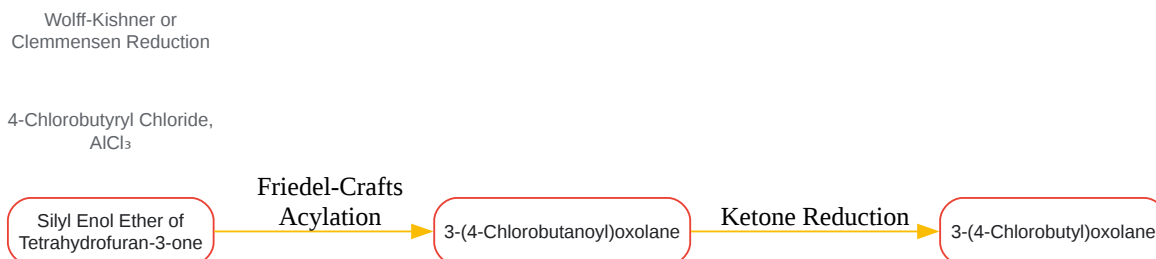 Wolff-Kishner or
Clemmensen Reduction
4-Chlorobutyryl Chloride,
AlCl₃
Friedel-Crafts
Acylation
Silyl Enol Ether of
Tetrahydrofuran-3-one
3-(4-Chlorobutanoyl)oxolane
Ketone Reduction
3-(4-Chlorobutyl)oxolane